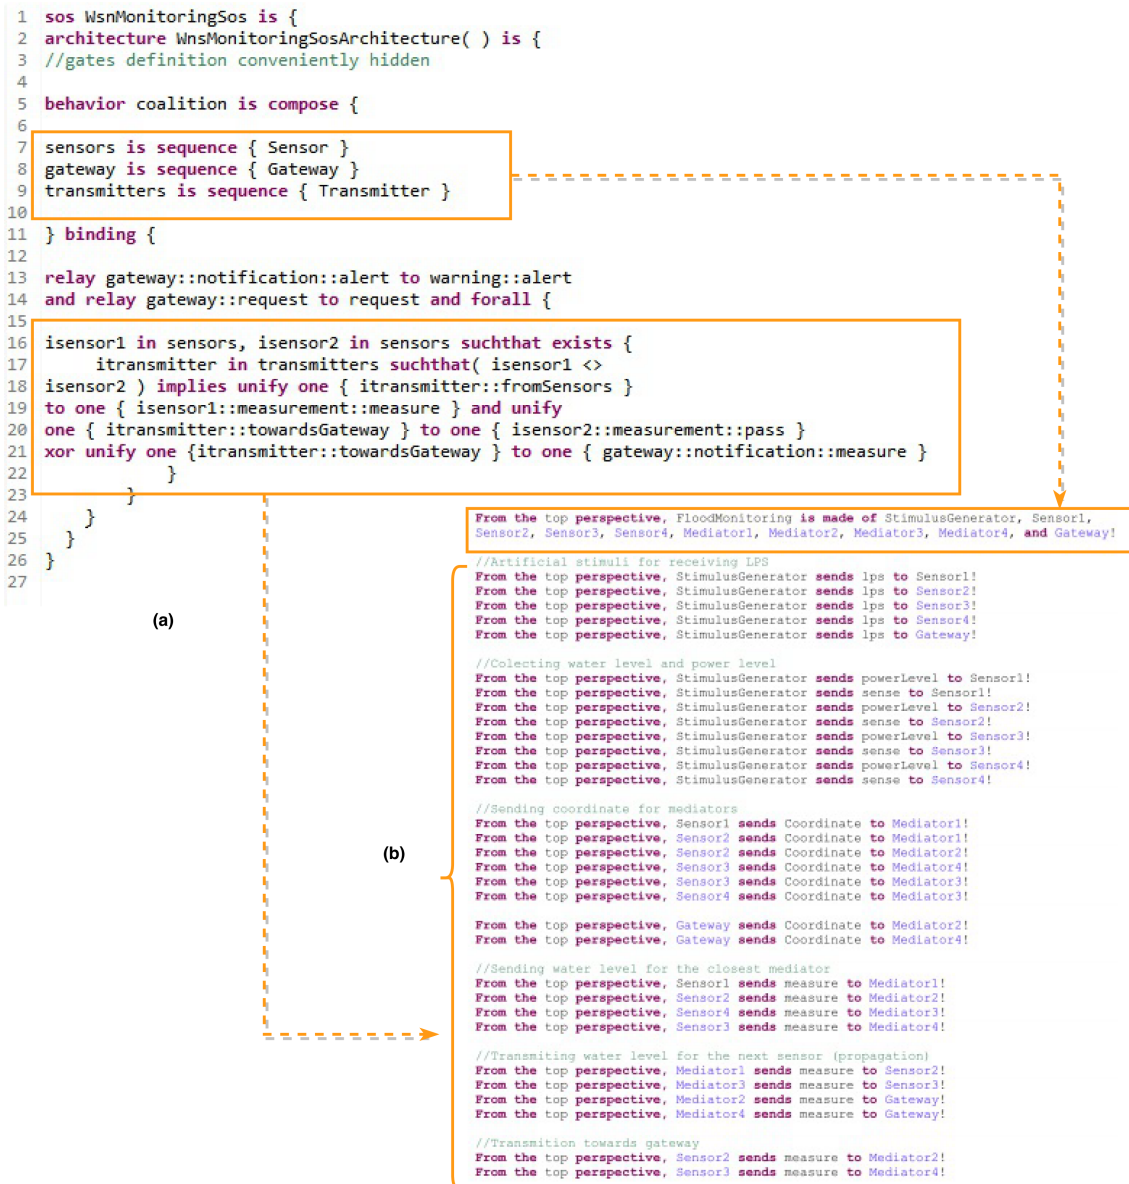 1 sos WsnMonitoringSos is {
2 architecture WnsMonitoringSosArchitecture( ) is {
3 //gates definition conveniently hidden
4
5 behavior coalition is compose {
6
7 sensors is sequence { Sensor }
8 gateway is sequence { Gateway }
9 transmitters is sequence { Transmitter }
10
11 } binding {
12
13 relay gateway::notification::alert to warning::alert
14 and relay gateway::request to request and forall {
15
16 isensor1 in sensors, isensor2 in sensors suchthat exists {
17 itransmitter in transmitters suchthat( isensor1 <>
18 isensor2 ) implies unify one { itransmitter::fromSensors }
19 to one { isensor1::measurement::measure } and unify
20 one { itransmitter::towardsGateway } to one { isensor2::measurement::pass }
21 xor unify one {itransmitter::towardsGateway } to one { gateway::notification::measure }
22 }
23 }
24 }
25 }
26 }
27
(a)
From the top perspective, FloodMonitoring is made of StimulusGenerator, Sensor1,
Sensor2, Sensor3, Sensor4, Mediator1, Mediator2, Mediator3, Mediator4, and Gateway!
//Artificial stimuli for receiving LPS
From the top perspective, StimulusGenerator sends lps to Sensor1!
From the top perspective, StimulusGenerator sends lps to Sensor2!
From the top perspective, StimulusGenerator sends lps to Sensor3!
From the top perspective, StimulusGenerator sends lps to Sensor4!
From the top perspective, StimulusGenerator sends lps to Gateway!
//Colecting water level and power level
From the top perspective, StimulusGenerator sends powerLevel to Sensor1!
From the top perspective, StimulusGenerator sends sense to Sensor1!
From the top perspective, StimulusGenerator sends powerLevel to Sensor2!
From the top perspective, StimulusGenerator sends sense to Sensor2!
From the top perspective, StimulusGenerator sends powerLevel to Sensor3!
From the top perspective, StimulusGenerator sends sense to Sensor3!
From the top perspective, StimulusGenerator sends powerLevel to Sensor4!
From the top perspective, StimulusGenerator sends sense to Sensor4!
//Sending coordinate for mediators
From the top perspective, Sensor1 sends Coordinate to Mediator1!
From the top perspective, Sensor2 sends Coordinate to Mediator1!
From the top perspective, Sensor2 sends Coordinate to Mediator2!
From the top perspective, Sensor3 sends Coordinate to Mediator4!
From the top perspective, Sensor3 sends Coordinate to Mediator3!
From the top perspective, Sensor4 sends Coordinate to Mediator3!
From the top perspective, Gateway sends Coordinate to Mediator2!
From the top perspective, Gateway sends Coordinate to Mediator4!
//Sending water level for the closest mediator
From the top perspective, Sensor1 sends measure to Mediator1!
From the top perspective, Sensor2 sends measure to Mediator2!
From the top perspective, Sensor4 sends measure to Mediator3!
From the top perspective, Sensor3 sends measure to Mediator4!
//Transmiting water level for the next sensor (propagation)
From the top perspective, Mediator1 sends measure to Sensor2!
From the top perspective, Mediator3 sends measure to Sensor3!
From the top perspective, Mediator2 sends measure to Gateway!
From the top perspective, Mediator4 sends measure to Gateway!
//Transmition towards gateway
From the top perspective, Sensor2 sends measure to Mediator2!
From the top perspective, Sensor3 sends measure to Mediator4!
(b)